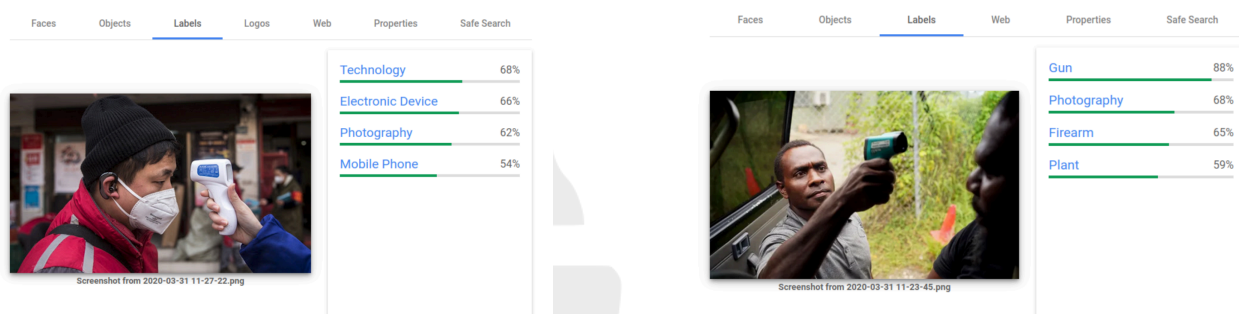 Faces Objects Labels Logos Web Properties Safe Search
Technology 68%
Electronic Device 66%
Photography 62%
Mobile Phone 54%
Screenshot from 2020-03-31 11-27-22.png
Faces Objects Labels Web Properties Safe Search
Gun 88%
Photography 68%
Firearm 65%
Plant 59%
Screenshot from 2020-03-31 11-23-45.png